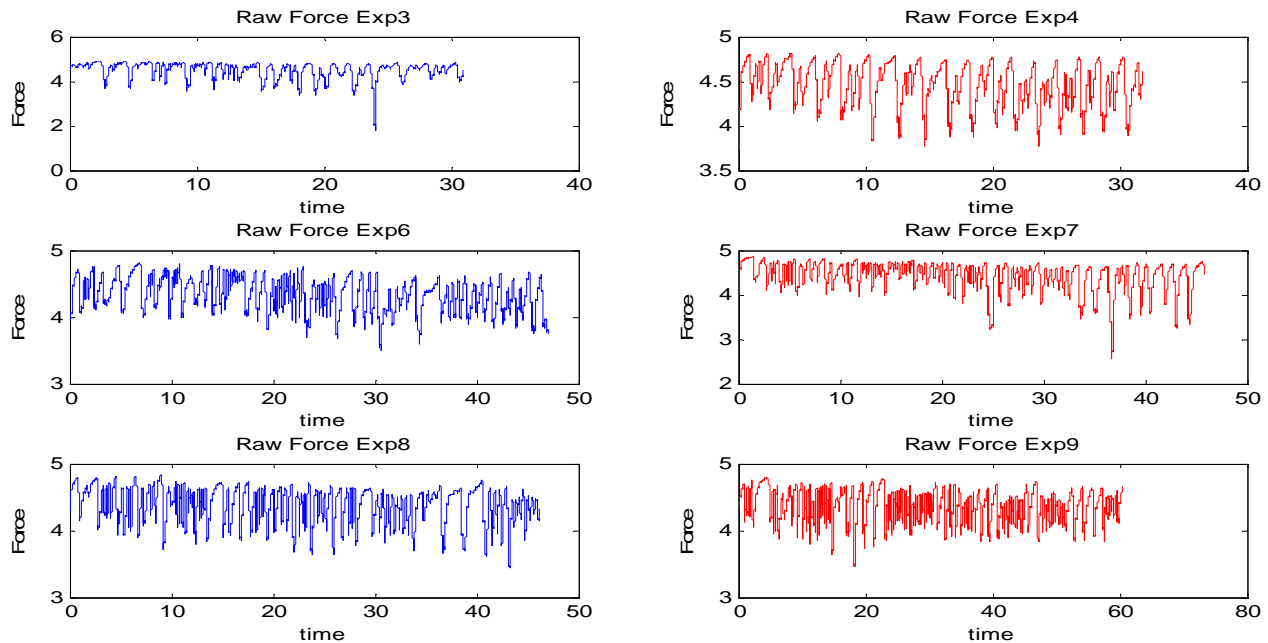 Raw Force Exp3
6
4
2
0
Force
0 10 20 30 40
time
Raw Force Exp4
5
4.5
4
3.5
Force
0 10 20 30 40
time
Raw Force Exp6
5
4
3
Force
0 10 20 30 40 50
time
Raw Force Exp7
5
4
3
2
Force
0 10 20 30 40 50
time
Raw Force Exp8
5
4
3
Force
0 10 20 30 40 50
time
Raw Force Exp9
5
4
3
Force
0 20 40 60 80
time